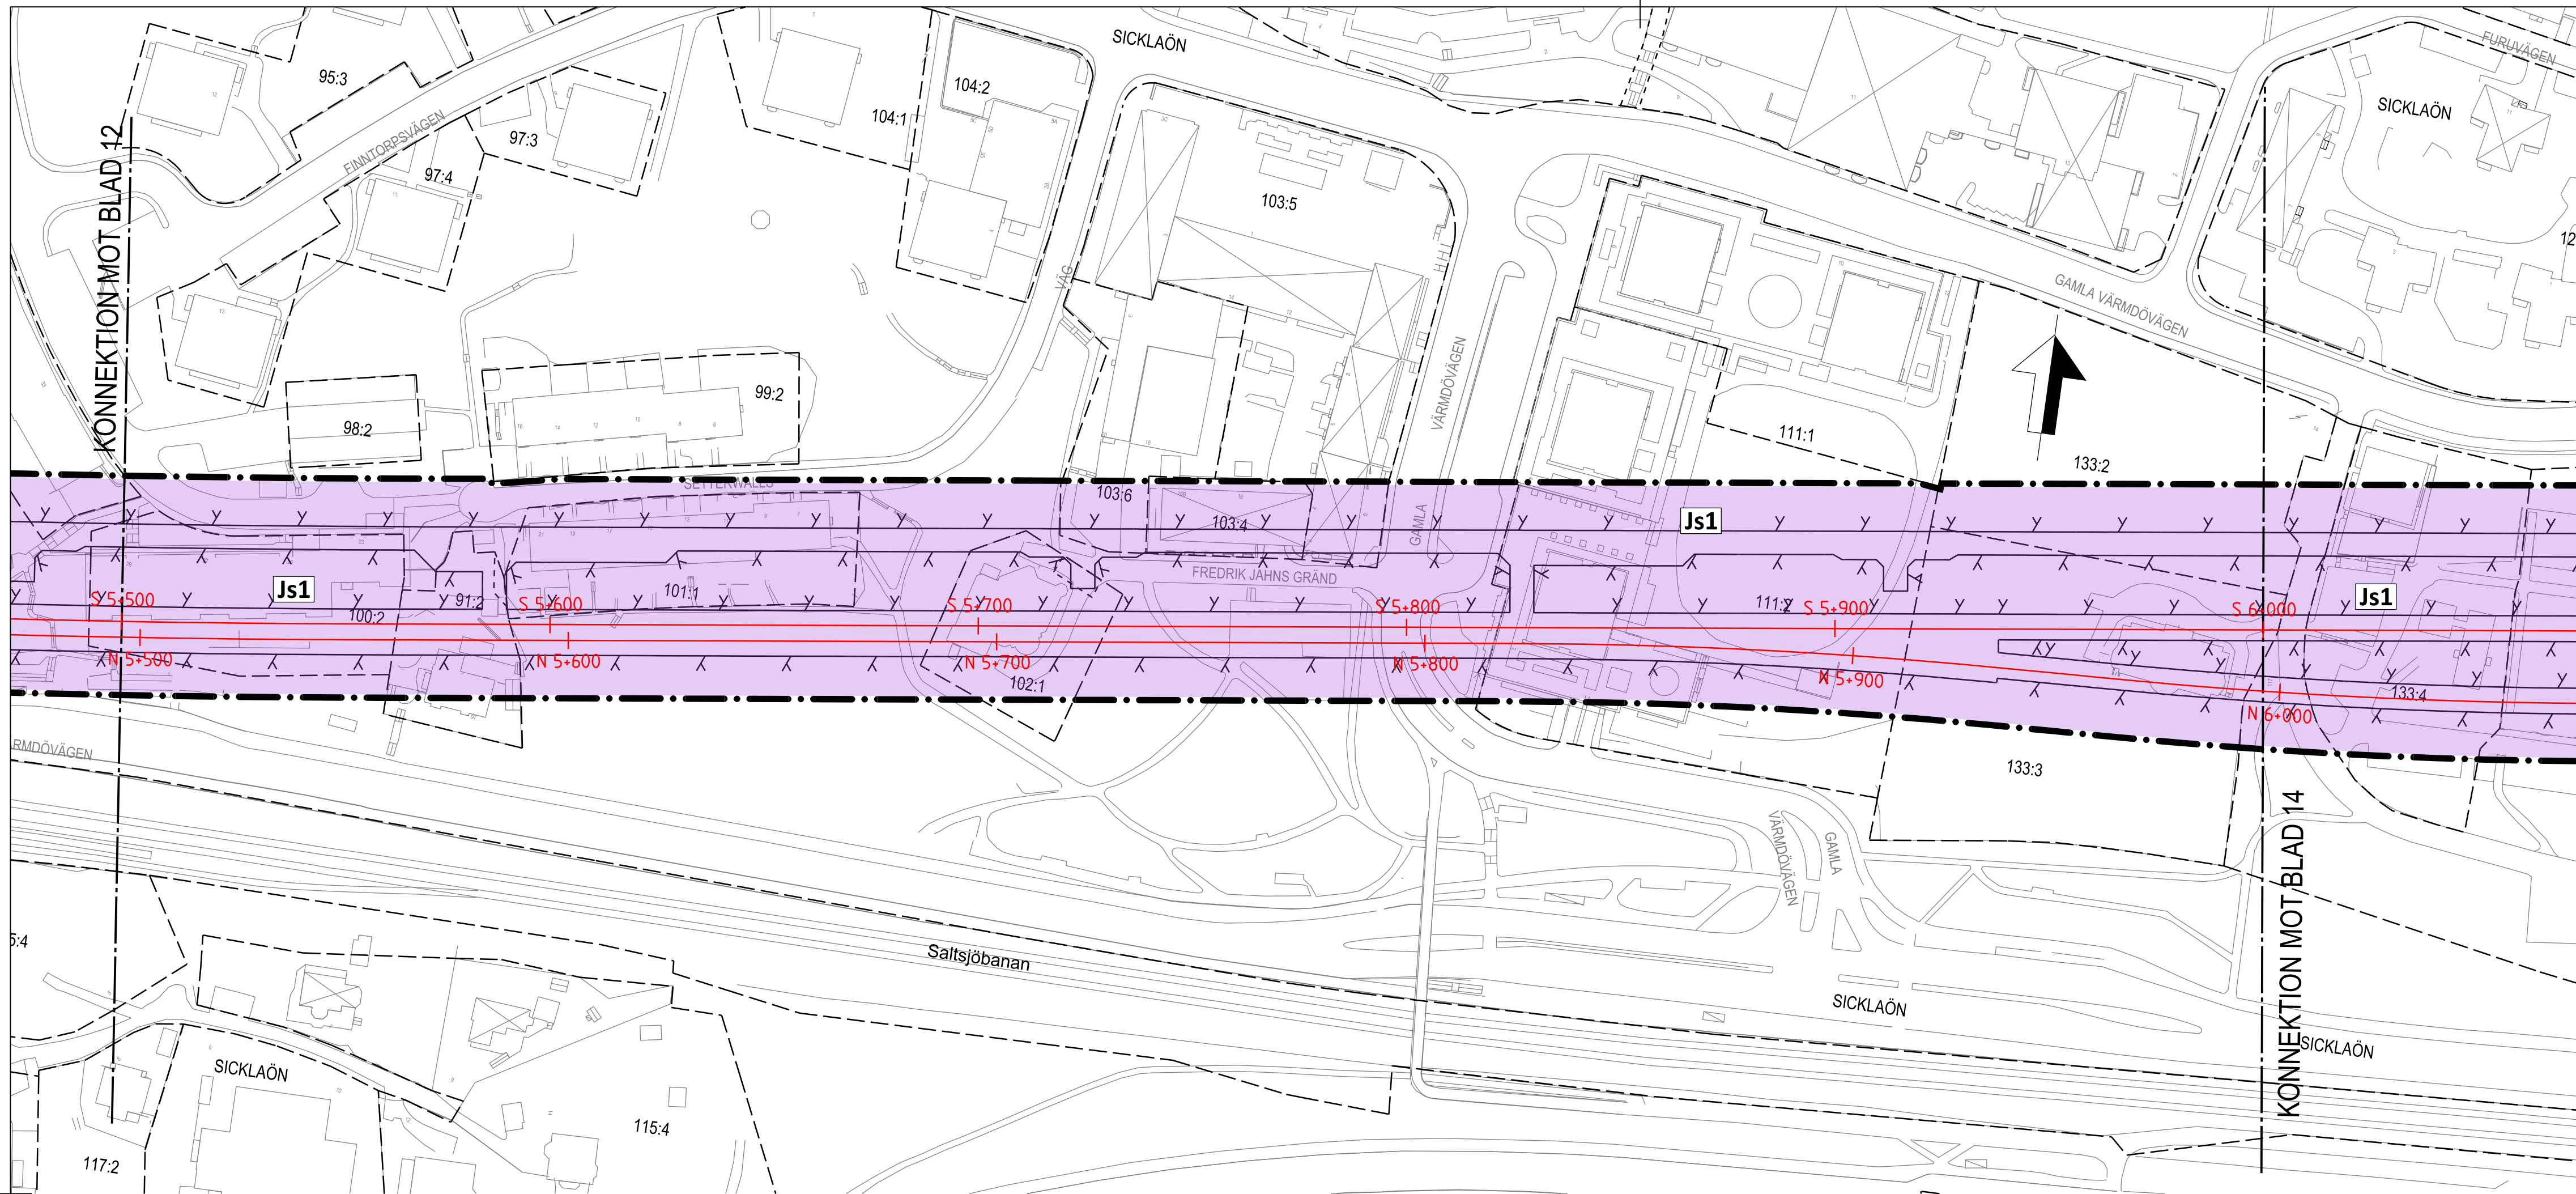 SICKLAÖN
FURUVÄGEN
95:3
104:2
SICKLAÖN
104:1
97:3
FINNTORPSVÄGEN
97:4
KONNEKTION MOT BLAD 12
103:5
VÄG
GAMLA VÄRMDÖVÄGEN
VÄRMDÖVÄGEN
99:2
98:2
111:1
133:2
SETTERWALLS
103:6
103:4
GAMLA
Js1
FREDRIK JAHNS GRÄND
Js1
101:1
91:2
100:2
111:2
Js1
S 5+500
S 5+600
S 5+700
S 5+800
S 5+900
S 6+000
N 5+500
N 5+600
N 5+700
N 5+800
N 5+900
N 6+000
102:1
133:4
RMDÖVÄGEN
133:3
GAMLA
VÄRMDÖVÄGEN
KONNEKTION MOT BLAD 14
5:4
Saltsjöbanan
SICKLAÖN
SICKLAÖN
SICKLAÖN
115:4
117:2